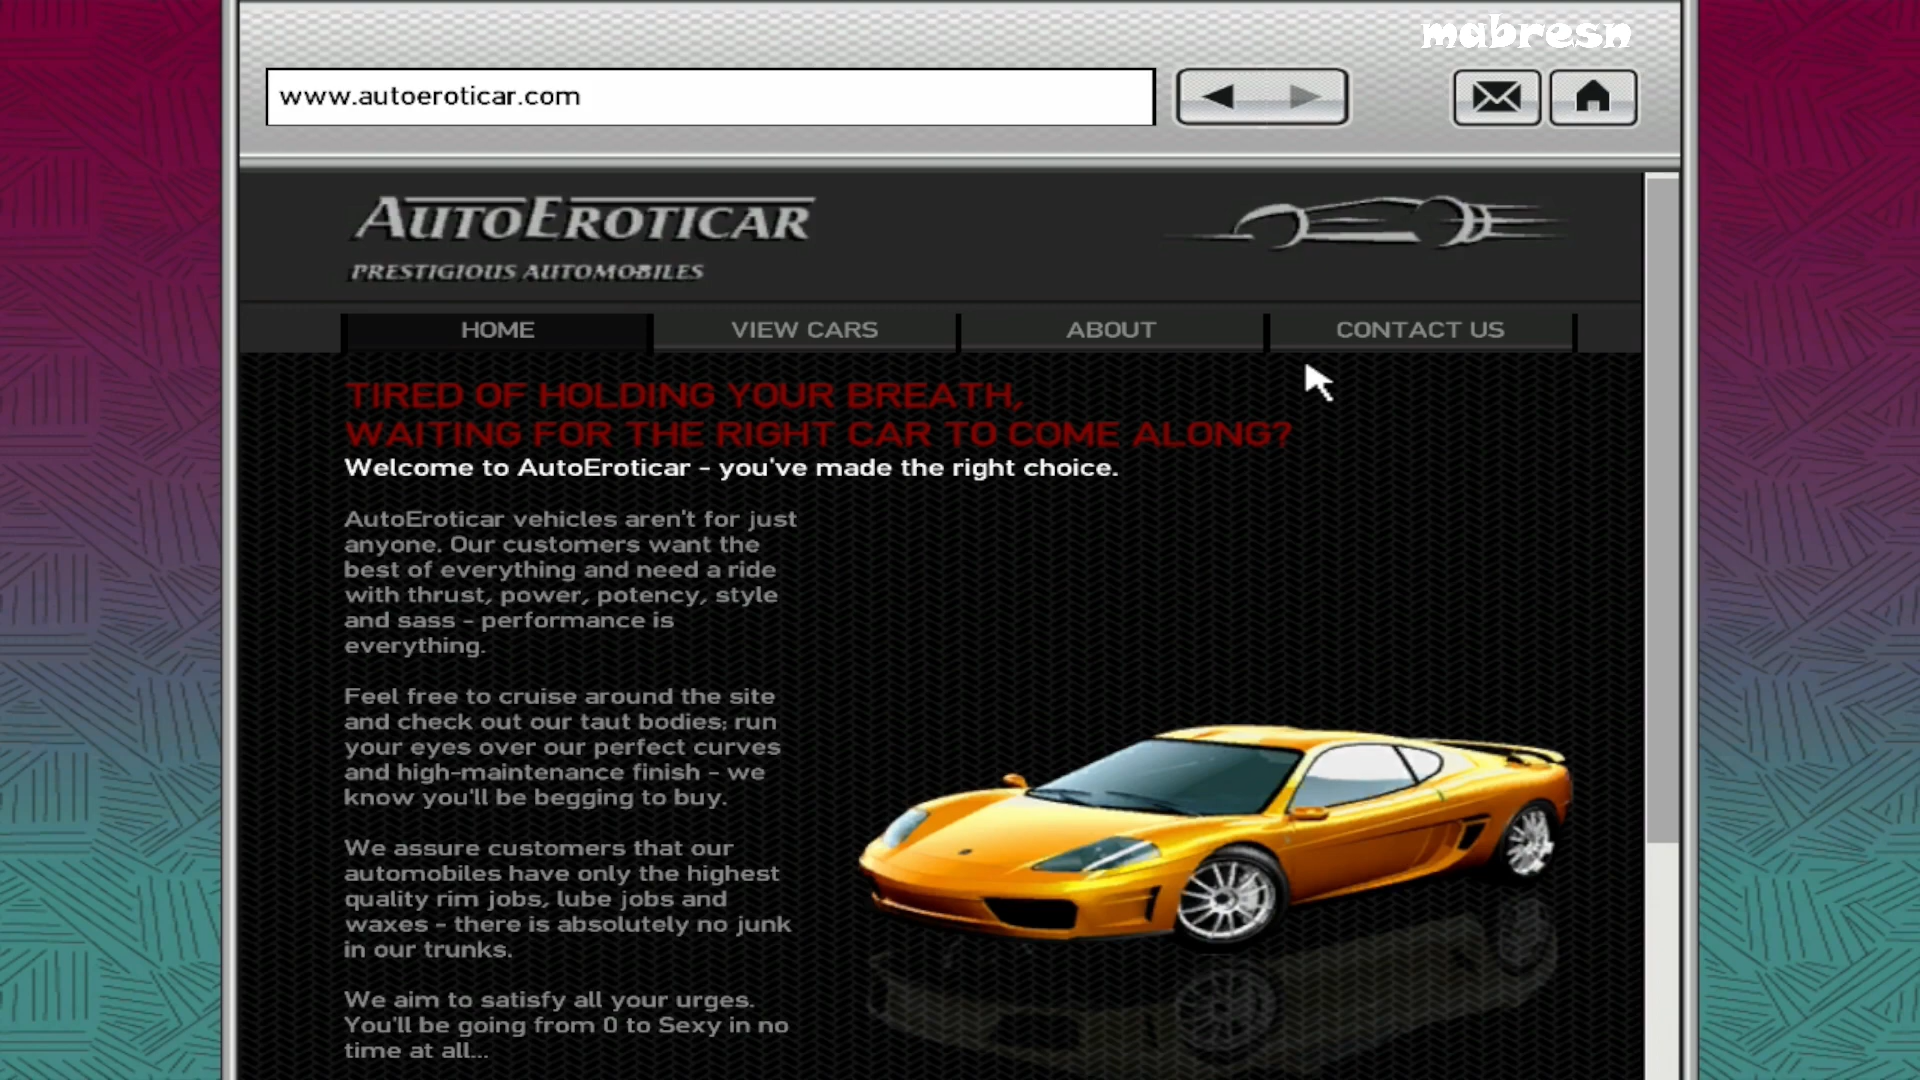 mabresn
www.autoeroticar.com
AUTOEROTICAR
PRESTIGIOUS AUTOMOBILES
HOME
VIEW CARS
ABOUT
CONTACT US
TIRED OF HOLDING YOUR BREATH,
WAITING FOR THE RIGHT CAR TO COME ALONG?
Welcome to AutoEroticar - you've made the right choice.
AutoEroticar vehicles aren't for just
anyone. Our customers want the
best of everything and need a ride
with thrust, power, potency, style
and sass - performance is
everything.
Feel free to cruise around the site
and check out our taut bodies; run
your eyes over our perfect curves
and high-maintenance finish - we
know you'll be begging to buy.
We assure customers that our
automobiles have only the highest
quality rim jobs, lube jobs and
waxes - there is absolutely no junk
in our trunks.
We aim to satisfy all your urges.
You'll be going from 0 to Sexy in no
time at all...